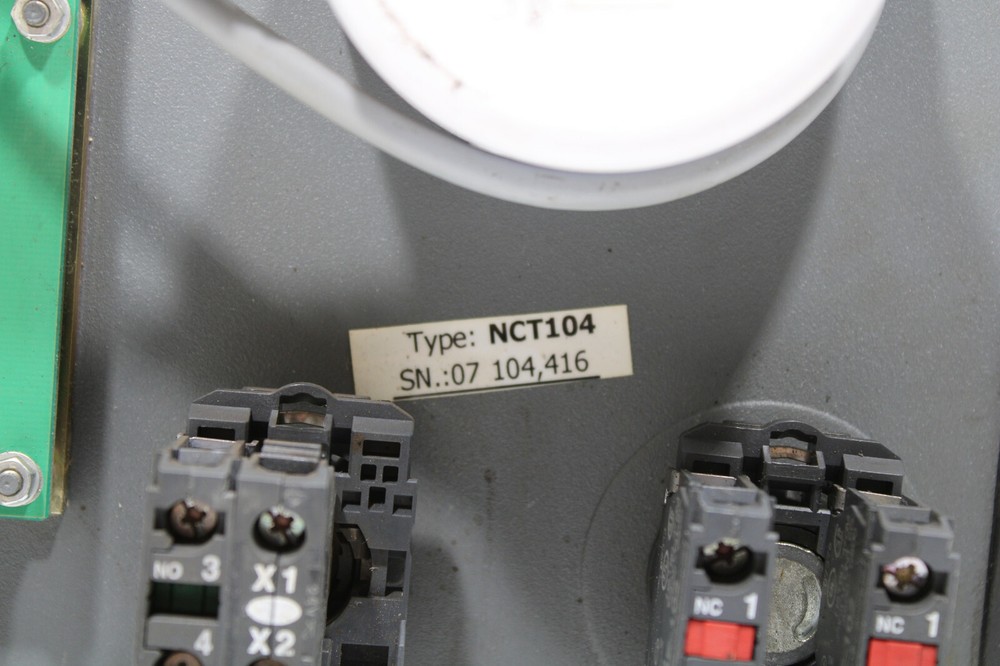 Type: NCT104
SN.:07 104,416
NO 3
4
X1
X2
NC 1
NC 1